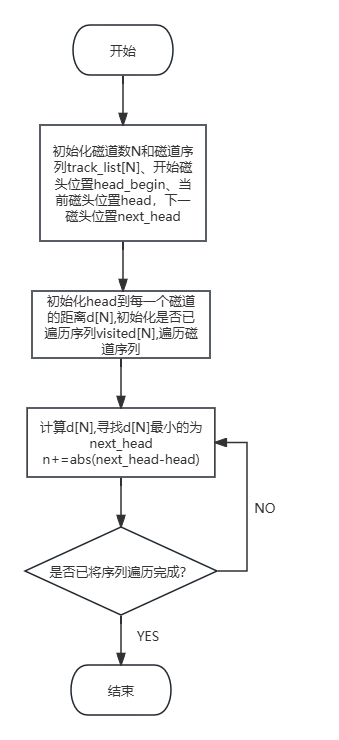 开始
初始化磁道数N和磁道序
列track_list[N]、开始磁
头位置head_begin、当
前磁头位置head，下一
磁头位置next_head
初始化head到每一个磁道
的距离d[N],初始化是否已
遍历序列visited[N],遍历磁
道序列
计算d[N],寻找d[N]最小的为
next_head
n+=abs(next_head-head)
NO
是否已将序列遍历完成?
YES
结束